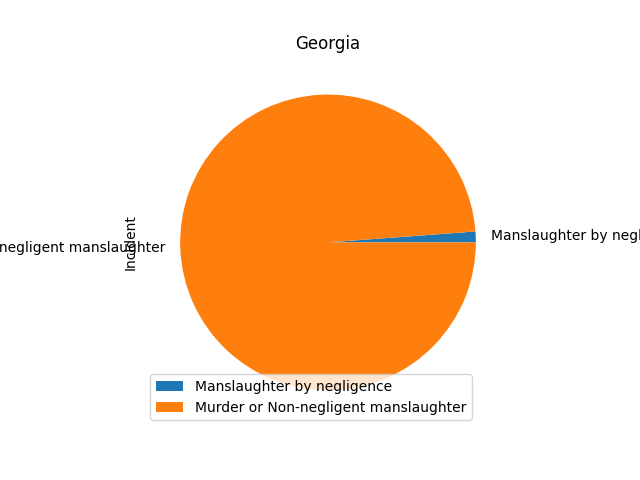 Georgia
Manslaughter by negl
negligent manslaughter
Incident
Manslaughter by negligence
Murder or Non-negligent manslaughter